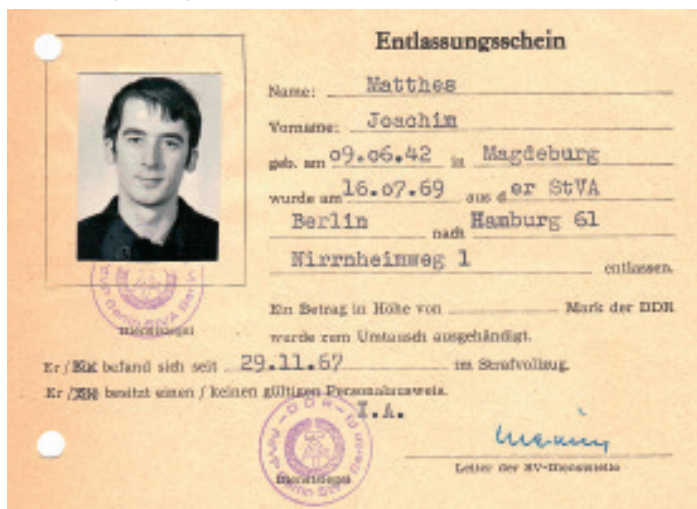 Entlassungsschein
Name: Matthes
Vorname: Joachim
geb. am 09.06.42 in Magdeburg
wurde am 16.07.69 aus der StVA
Berlin nach Hamburg 61
Nirrnheimweg 1 entlassen.
Ein Betrag in Höhe von Mark der DDR
wurde zum Umtausch ausgehändigt.
Dienstsiegel
Er / befand sich seit 29.11.67 im Strafvollzug.
Er / besitzt einen / keinen gültigen Personalausweis.
I.A.
Dienstsiegel
Leiter der SV-Dienststelle